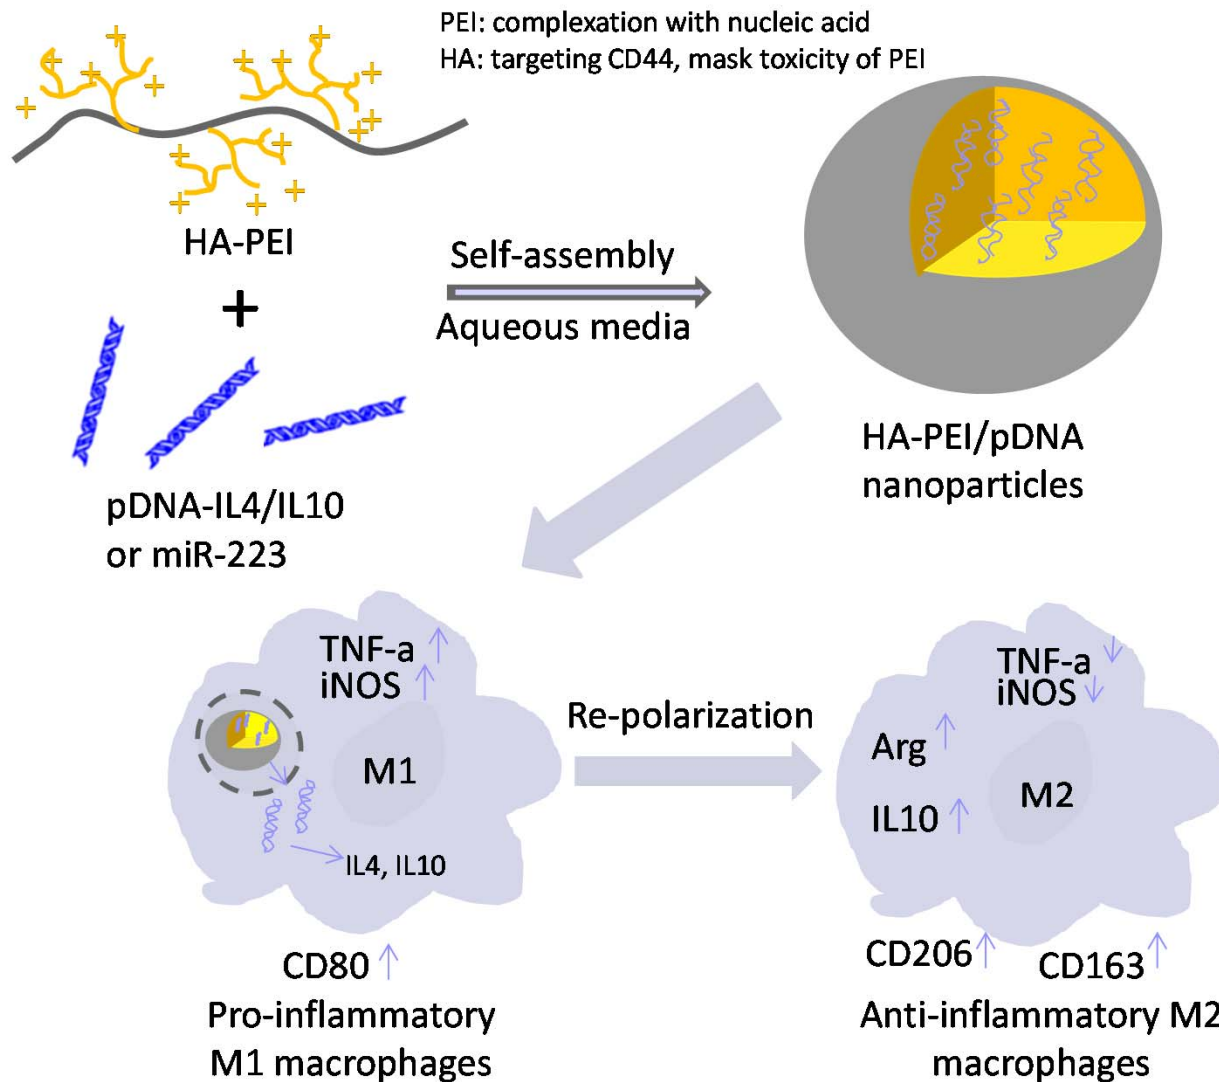 PEI: complexation with nucleic acid
HA: targeting CD44, mask toxicity of PEI
HA-PEI
+
Self-assembly
Aqueous media
pDNA-IL4/IL10
or miR-223
HA-PEI/pDNA
nanoparticles
TNF-a ↑
iNOS ↑
M1
IL4, IL10
CD80 ↑
Pro-inflammatory
M1 macrophages
Re-polarization
TNF-a ↓
iNOS ↓
Arg ↑
IL10 ↑
M2
CD206 ↑
CD163 ↑
Anti-inflammatory M2
macrophages